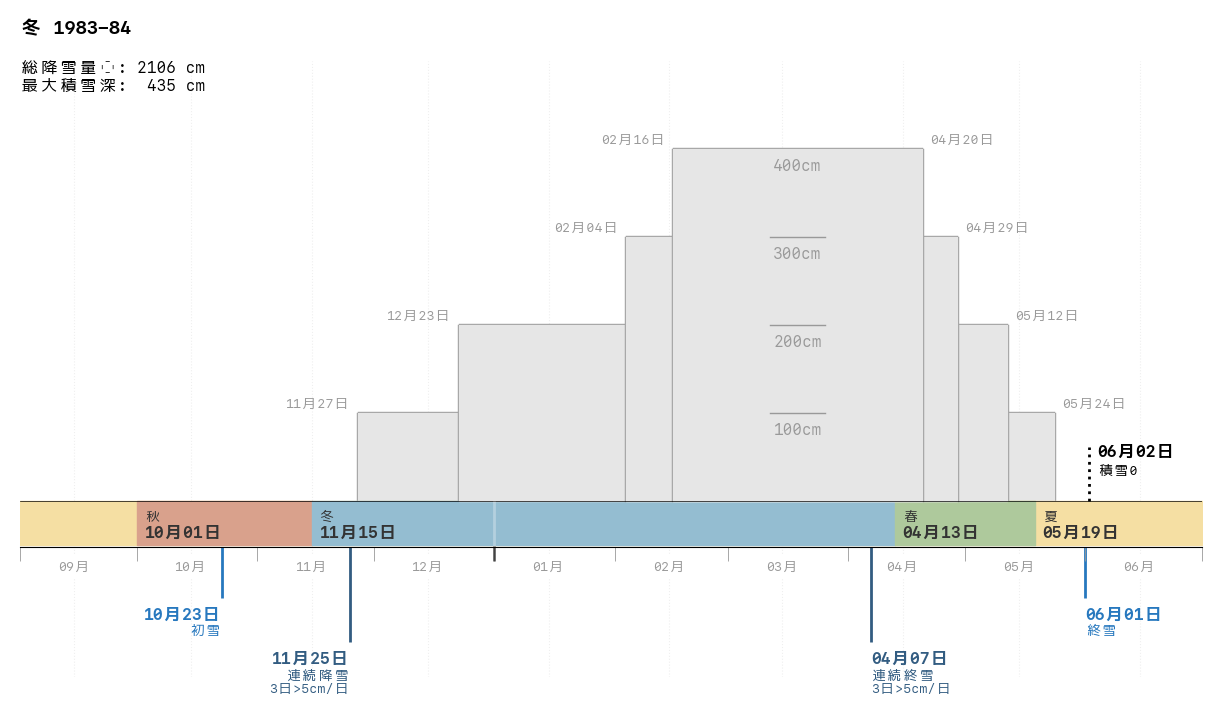 冬 1983–84
総降雪量◌: 2106 cm
最大積雪深: 435 cm
02月16日
04月20日
400cm
02月04日
04月29日
300cm
12月23日
05月12日
200cm
11月27日
05月24日
100cm
06月02日
積雪0
秋
10月01日
冬
11月15日
春
04月13日
夏
05月19日
09月
10月
11月
12月
01月
02月
03月
04月
05月
06月
10月23日
初雪
06月01日
終雪
11月25日
連続降雪
3日>5cm/日
04月07日
連続終雪
3日>5cm/日